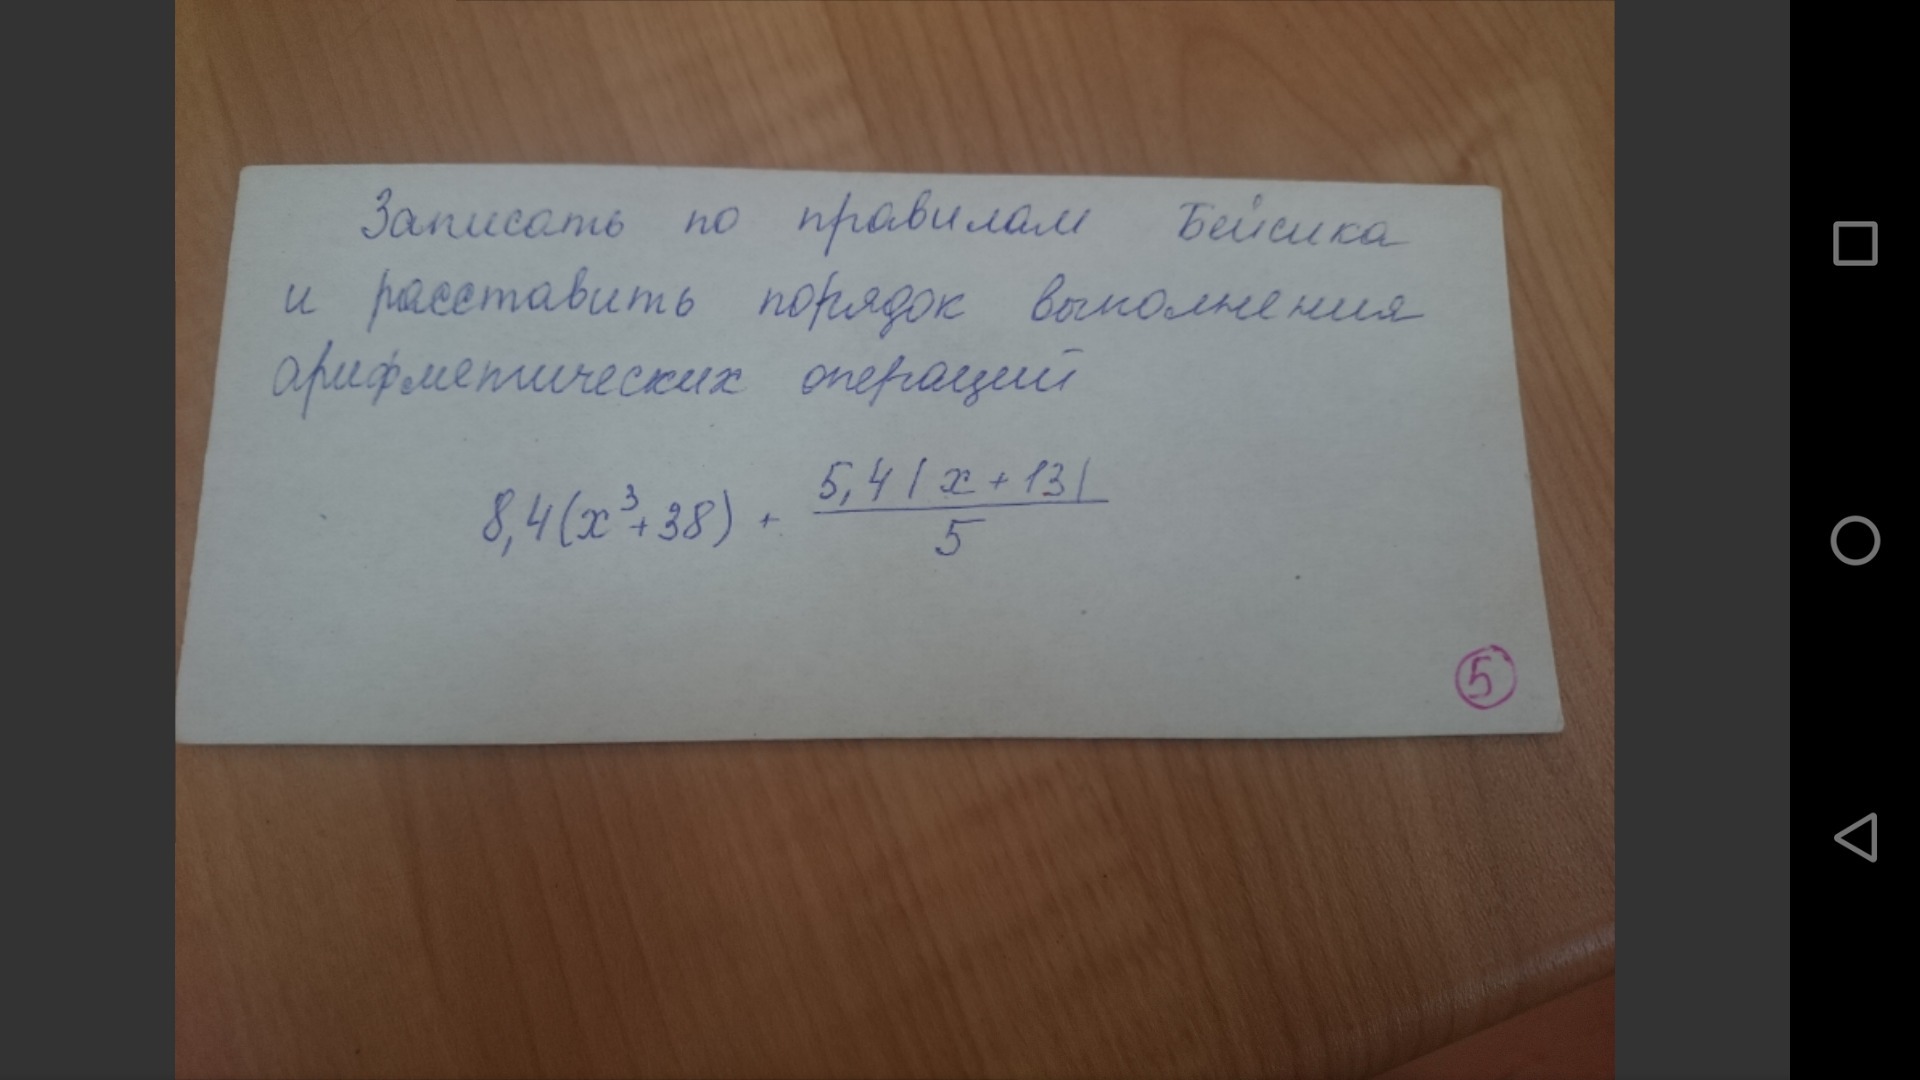 Записать по правилам Бейсика
и расставить порядок выполнения
арифметических операций
8,4(x³+38) + 5,4|x+13|
5
5